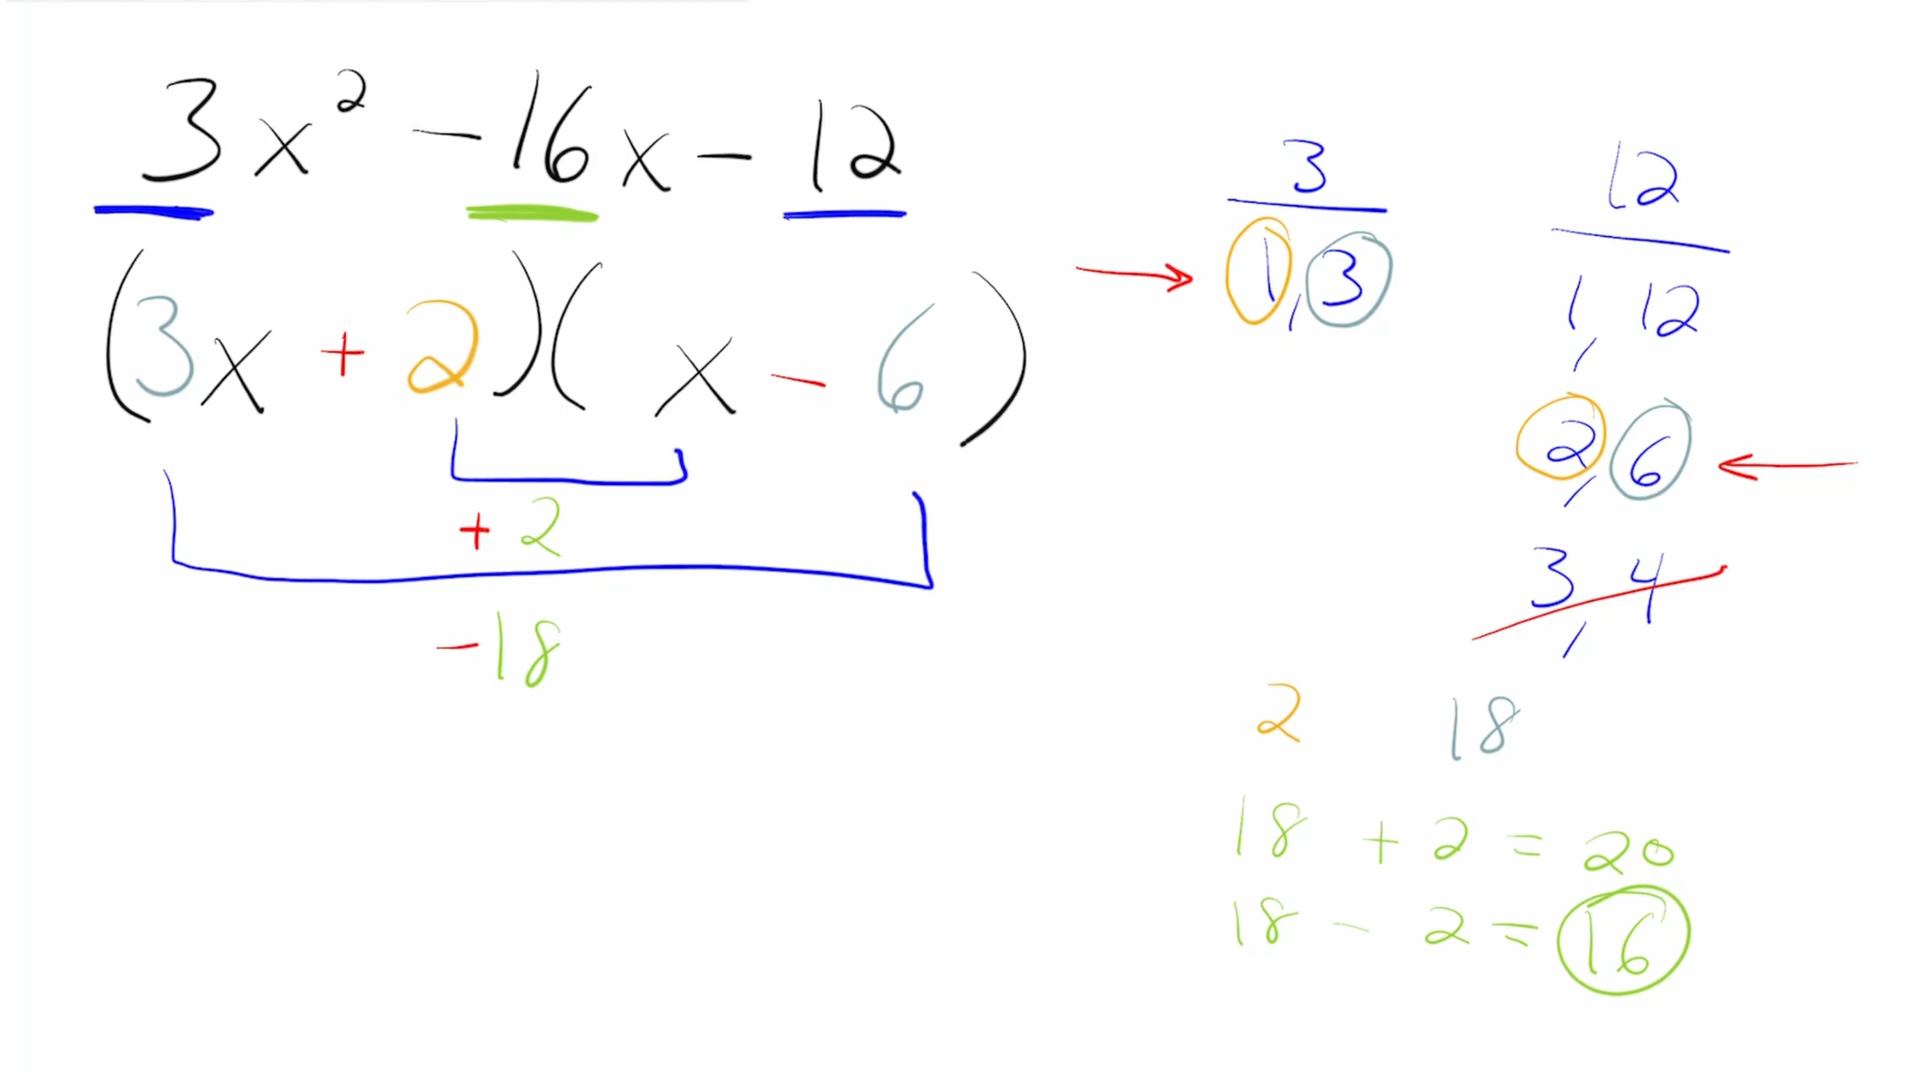 3x² - 16x - 12
(3x + 2)(x - 6)
+ 2
- 18
3
1, 3
12
1, 12
2, 6
3, 4
2 18
18 + 2 = 20
18 - 2 = 16